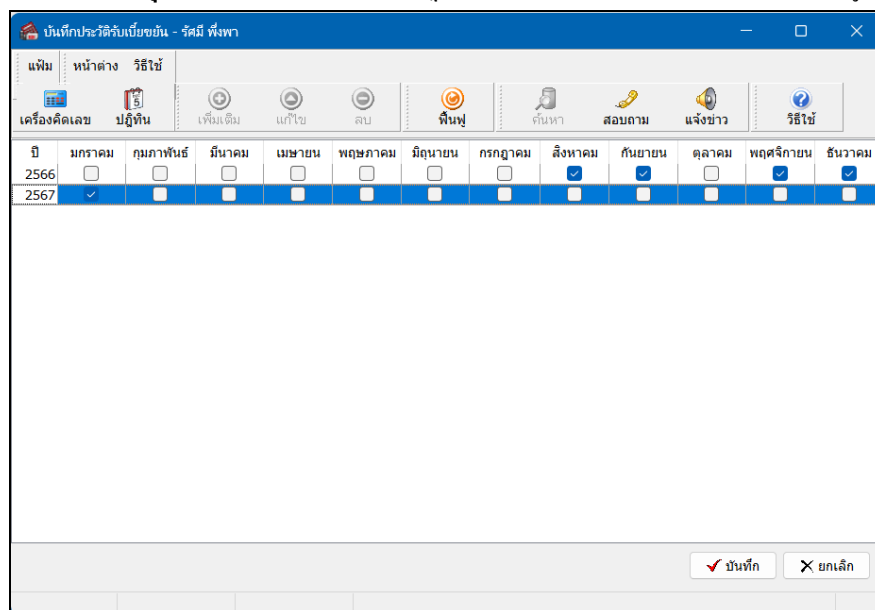 บันทึกประวัติรับเบี้ยขยัน - รัศมี พึ่งพา
แฟ้ม หน้าต่าง วิธีใช้
เครื่องคิดเลข ปฎิทิน เพิ่มเติม แก้ไข ลบ ฟื้นฟู ค้นหา สอบถาม แจ้งข่าว วิธีใช้
ปี มกราคม กุมภาพันธ์ มีนาคม เมษายน พฤษภาคม มิถุนายน กรกฎาคม สิงหาคม กันยายน ตุลาคม พฤศจิกายน ธันวาคม
2566
2567
บันทึก ยกเลิก